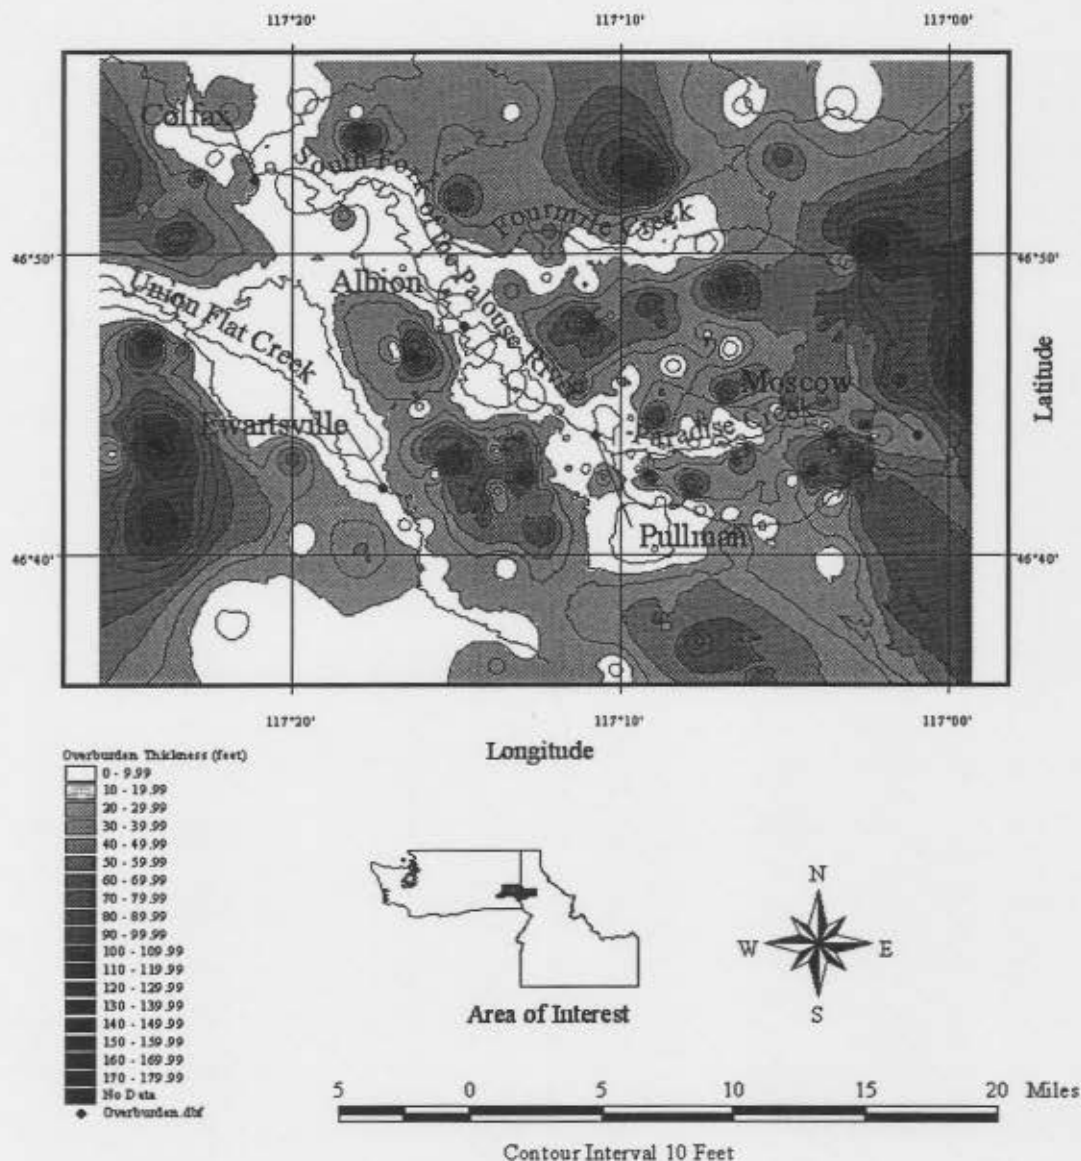 117°20' 117°10' 117°00'
Colfax
South Fork of the Palouse River
Fourmile Creek
46°50' 46°50'
Albion
Union Flat Creek
Moscow
Paradise Creek
Ewartsville
Latitude
Pullman
46°40' 46°40'
117°20' 117°10' 117°00'
Longitude
Overburden Thickness (feet)
0 - 9.99
10 - 19.99
20 - 29.99
30 - 39.99
40 - 49.99
50 - 59.99
60 - 69.99
70 - 79.99
80 - 89.99
90 - 99.99
100 - 109.99
110 - 119.99
120 - 129.99
130 - 139.99
140 - 149.99
150 - 159.99
160 - 169.99
170 - 179.99
No Data
Overburden.dbf
Area of Interest
N
W E
S
5 0 5 10 15 20 Miles
Contour Interval 10 Feet